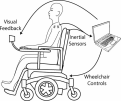 Visual
Feedback
Inertial
Sensors
Wheelchair
Controls